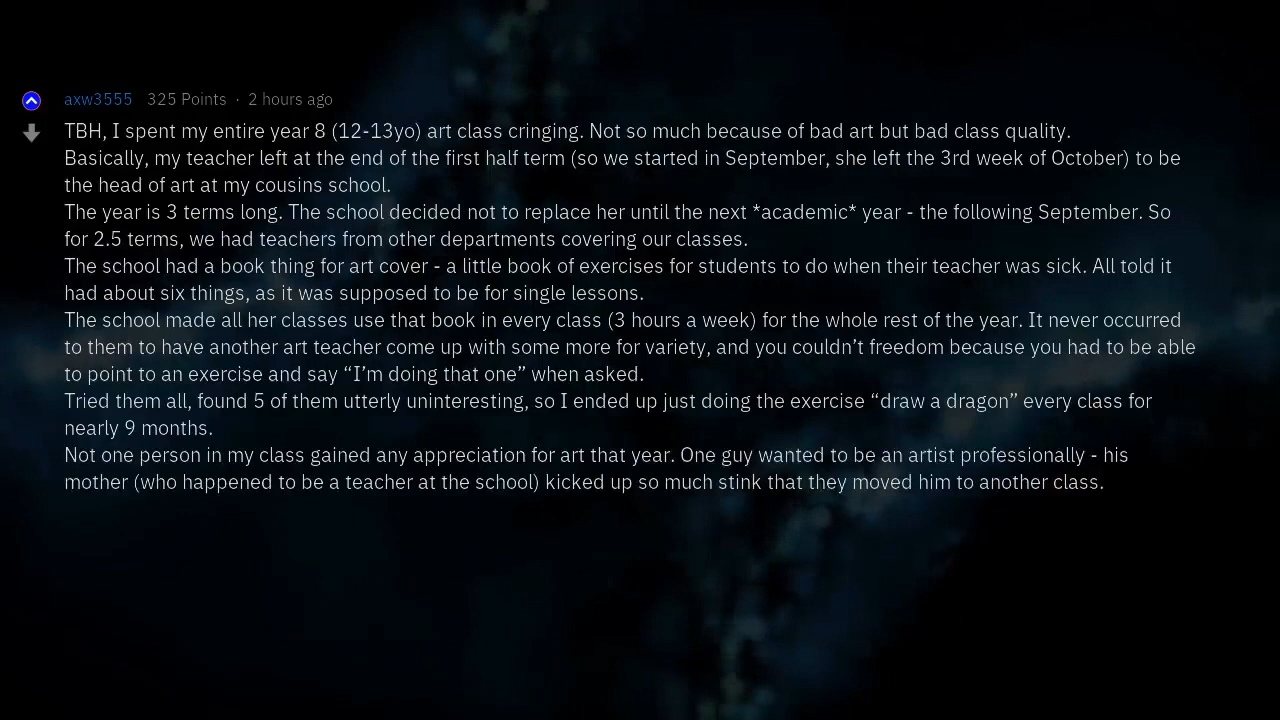 axw3555 325 Points · 2 hours ago
TBH, I spent my entire year 8 (12-13yo) art class cringing. Not so much because of bad art but bad class quality.
Basically, my teacher left at the end of the first half term (so we started in September, she left the 3rd week of October) to be
the head of art at my cousins school.
The year is 3 terms long. The school decided not to replace her until the next *academic* year - the following September. So
for 2.5 terms, we had teachers from other departments covering our classes.
The school had a book thing for art cover - a little book of exercises for students to do when their teacher was sick. All told it
had about six things, as it was supposed to be for single lessons.
The school made all her classes use that book in every class (3 hours a week) for the whole rest of the year. It never occurred
to them to have another art teacher come up with some more for variety, and you couldn’t freedom because you had to be able
to point to an exercise and say “I’m doing that one” when asked.
Tried them all, found 5 of them utterly uninteresting, so I ended up just doing the exercise “draw a dragon” every class for
nearly 9 months.
Not one person in my class gained any appreciation for art that year. One guy wanted to be an artist professionally - his
mother (who happened to be a teacher at the school) kicked up so much stink that they moved him to another class.